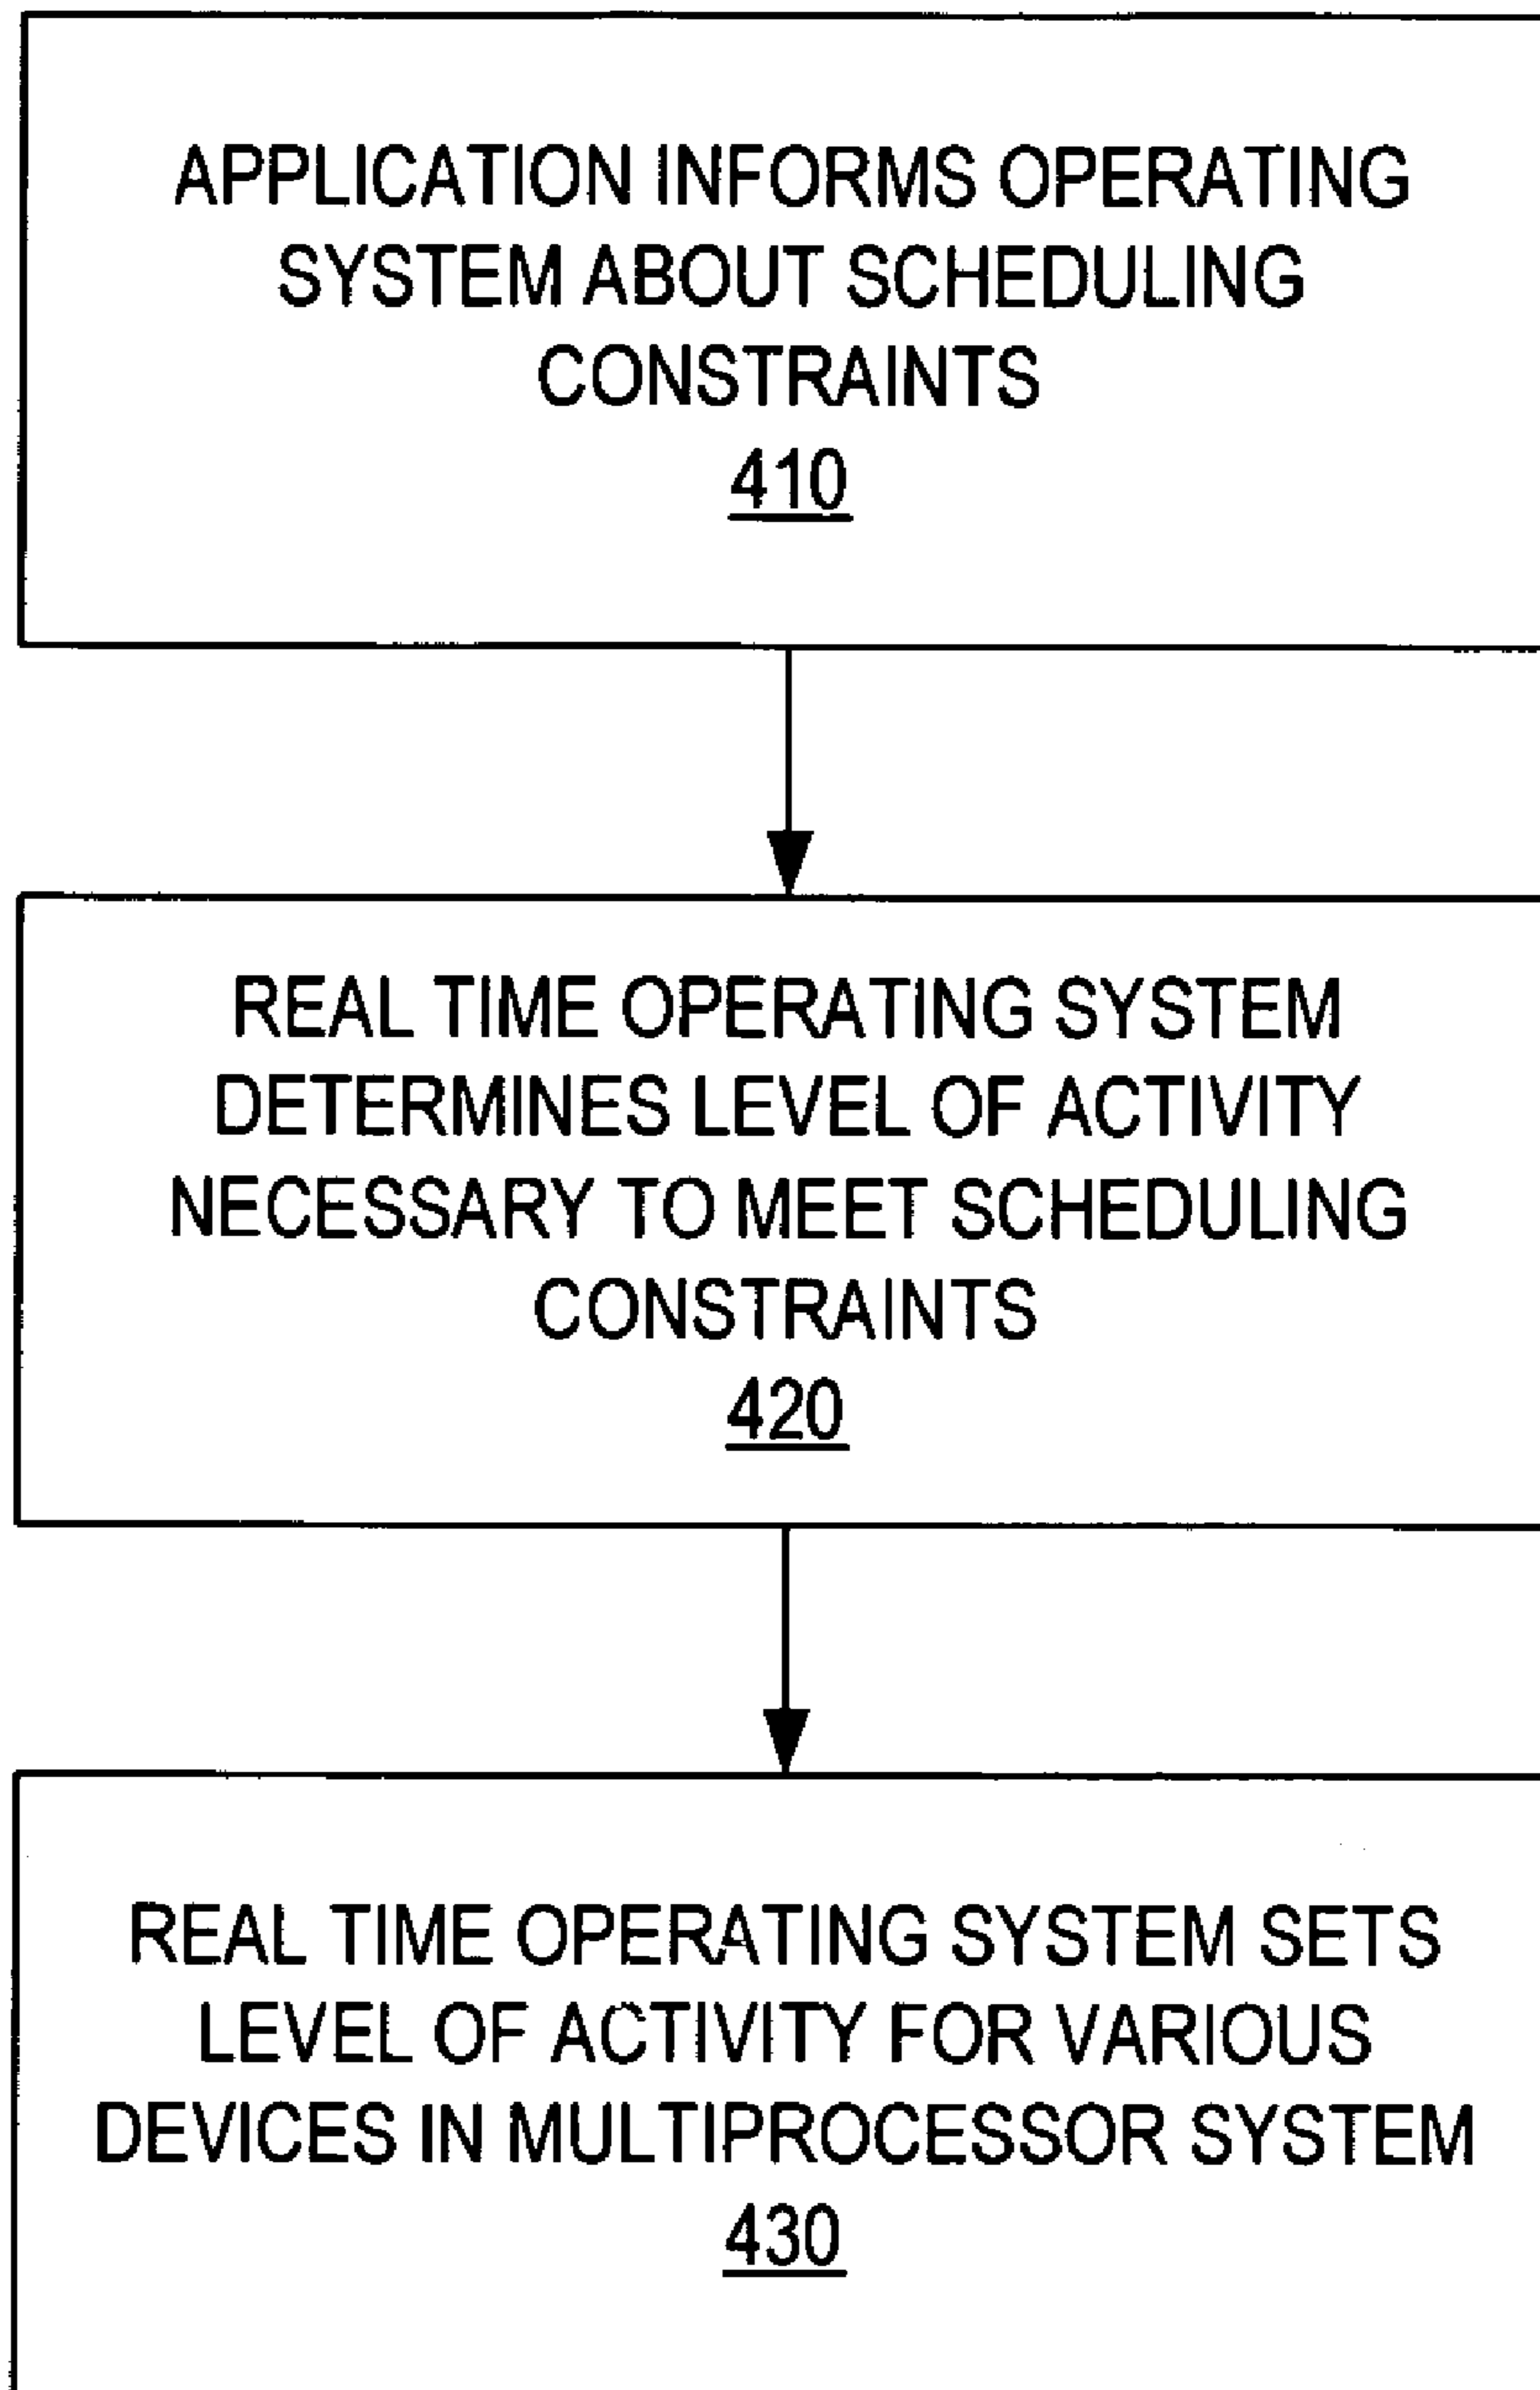 APPLICATION INFORMS OPERATING
SYSTEM ABOUT SCHEDULING
CONSTRAINTS
410
REAL TIME OPERATING SYSTEM
DETERMINES LEVEL OF ACTIVITY
NECESSARY TO MEET SCHEDULING
CONSTRAINTS
420
REAL TIME OPERATING SYSTEM SETS
LEVEL OF ACTIVITY FOR VARIOUS
DEVICES IN MULTIPROCESSOR SYSTEM
430